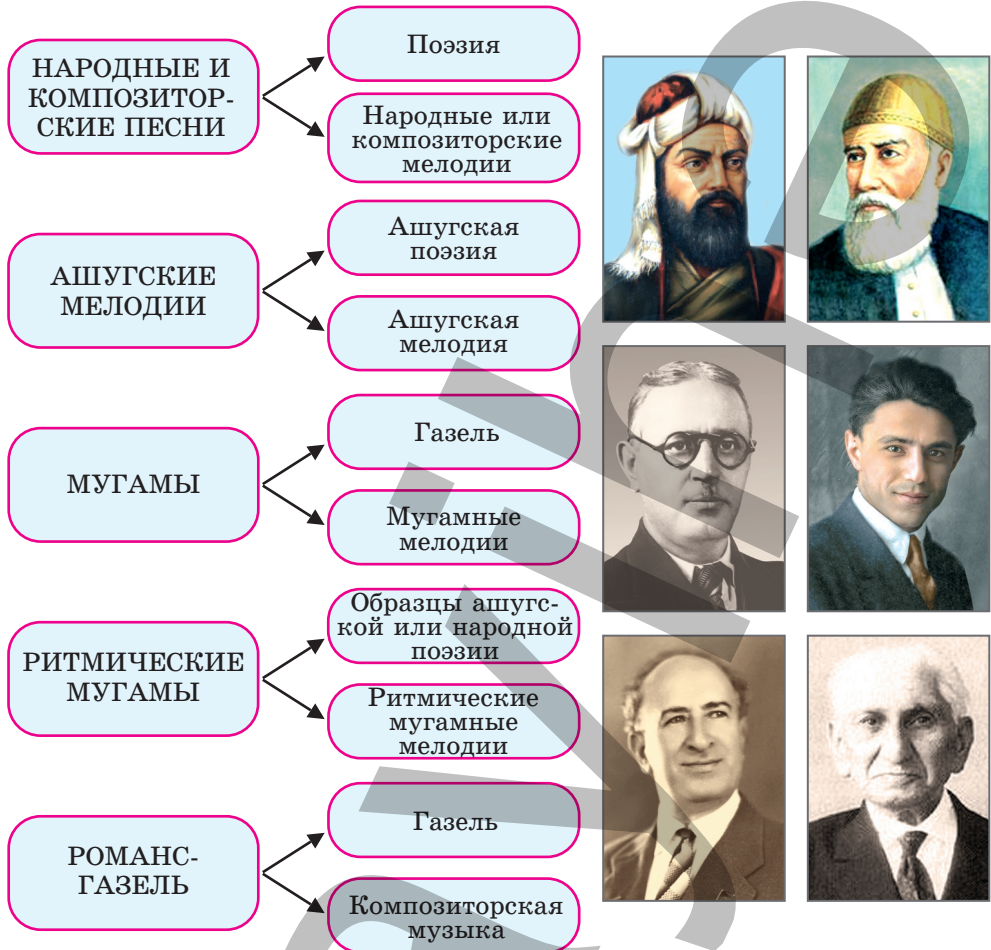 НАРОДНЫЕ И
КОМПОЗИТОР-
СКИЕ ПЕСНИ
Поэзия
Народные или
композиторские
мелодии
АШУГСКИЕ
МЕЛОДИИ
Ашугская
поэзия
Ашугская
мелодия
МУГАМЫ
Газель
Мугамные
мелодии
РИТМИЧЕСКИЕ
МУГАМЫ
Образцы ашугс-
кой или народной
поэзии
Ритмические
мугамные
мелодии
РОМАНС-
ГАЗЕЛЬ
Газель
Композиторская
музыка